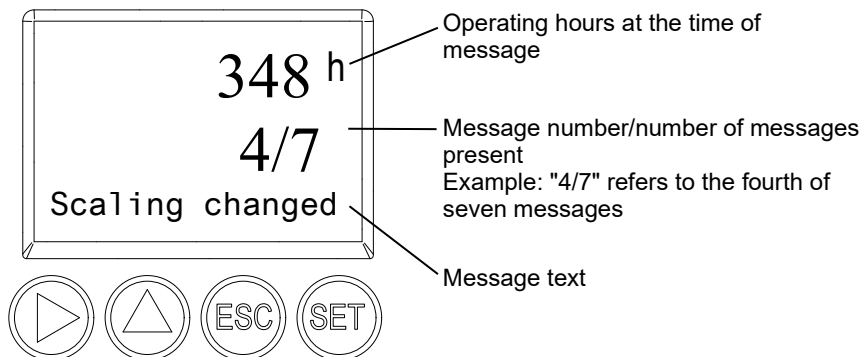 348 h
4/7
Scaling changed
ESC
SET
Operating hours at the time of
message
Message number/number of messages
present
Example: "4/7" refers to the fourth of
seven messages
Message text